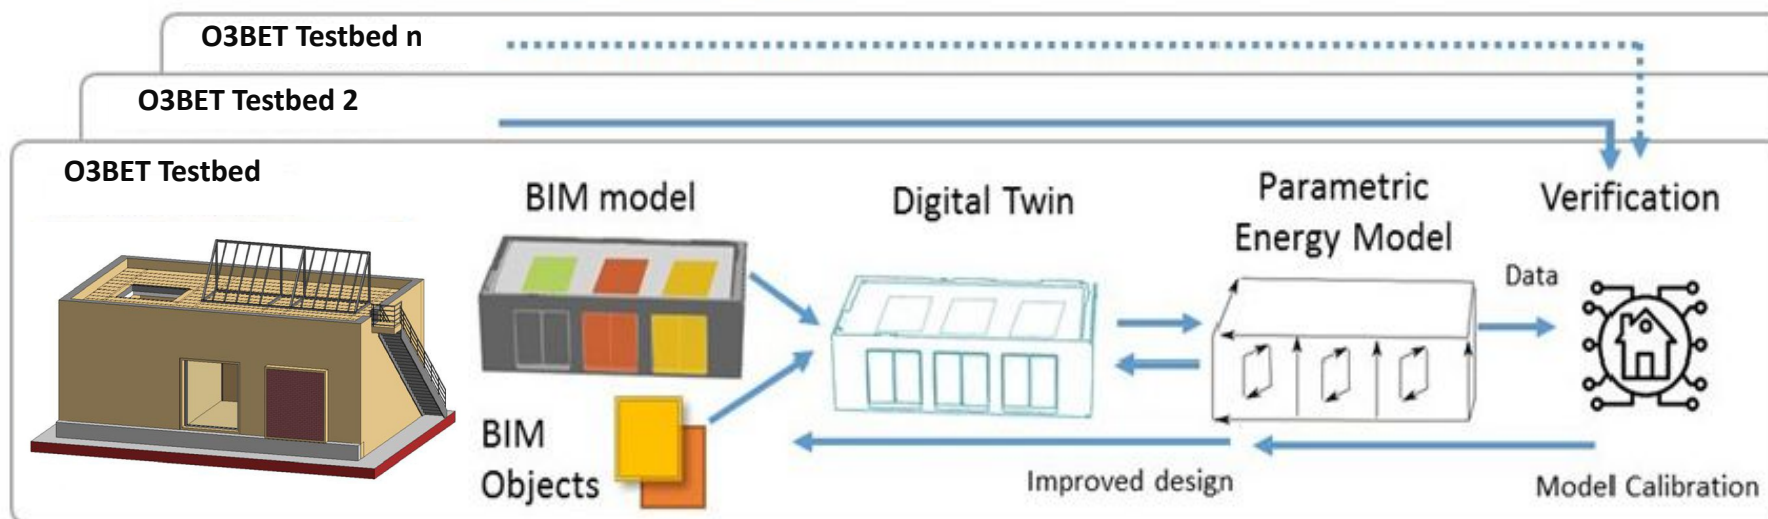 O3BET Testbed n
O3BET Testbed 2
O3BET Testbed
BIM model
Digital Twin
Parametric
Energy Model
Verification
Data
BIM
Objects
Improved design
Model Calibration